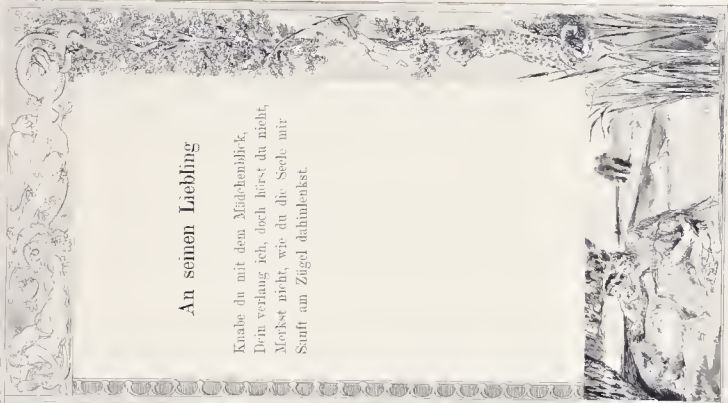 An seinen Liebling
Knabe du mit dem Mädchenblick,
Dein verlang ich, doch hörst du nicht,
Merkst nicht, wie du die Seele mir
Sanft am Zügel dahinlenkst.